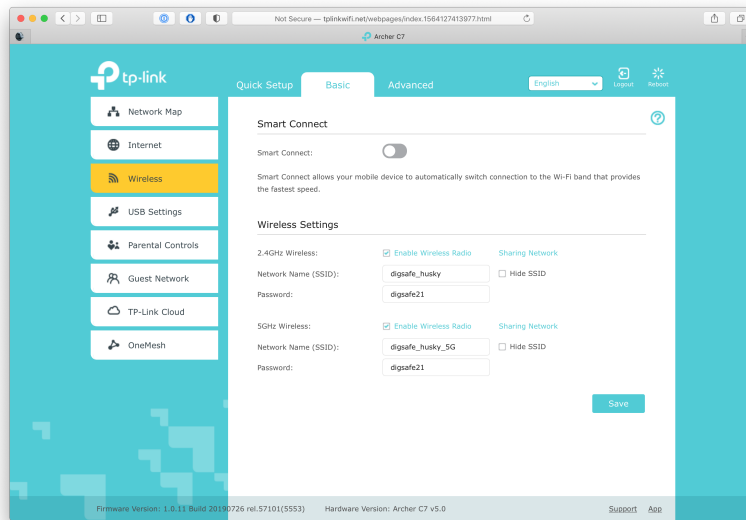 Not Secure — tplinkwifi.net/webpages/index.1564127413977.html
Archer C7
tp-link
Quick Setup Basic Advanced English Logout Reboot
Network Map
Internet
Wireless
USB Settings
Parental Controls
Guest Network
TP-Link Cloud
OneMesh
Smart Connect
Smart Connect:
Smart Connect allows your mobile device to automatically switch connection to the Wi-Fi band that provides
the fastest speed.
Wireless Settings
2.4GHz Wireless: Enable Wireless Radio Sharing Network
Network Name (SSID): digsafe_husky Hide SSID
Password: digsafe21
5GHz Wireless: Enable Wireless Radio Sharing Network
Network Name (SSID): digsafe_husky_5G Hide SSID
Password: digsafe21
Save
Firmware Version: 1.0.11 Build 20190726 rel.57101(5553) Hardware Version: Archer C7 v5.0 Support App